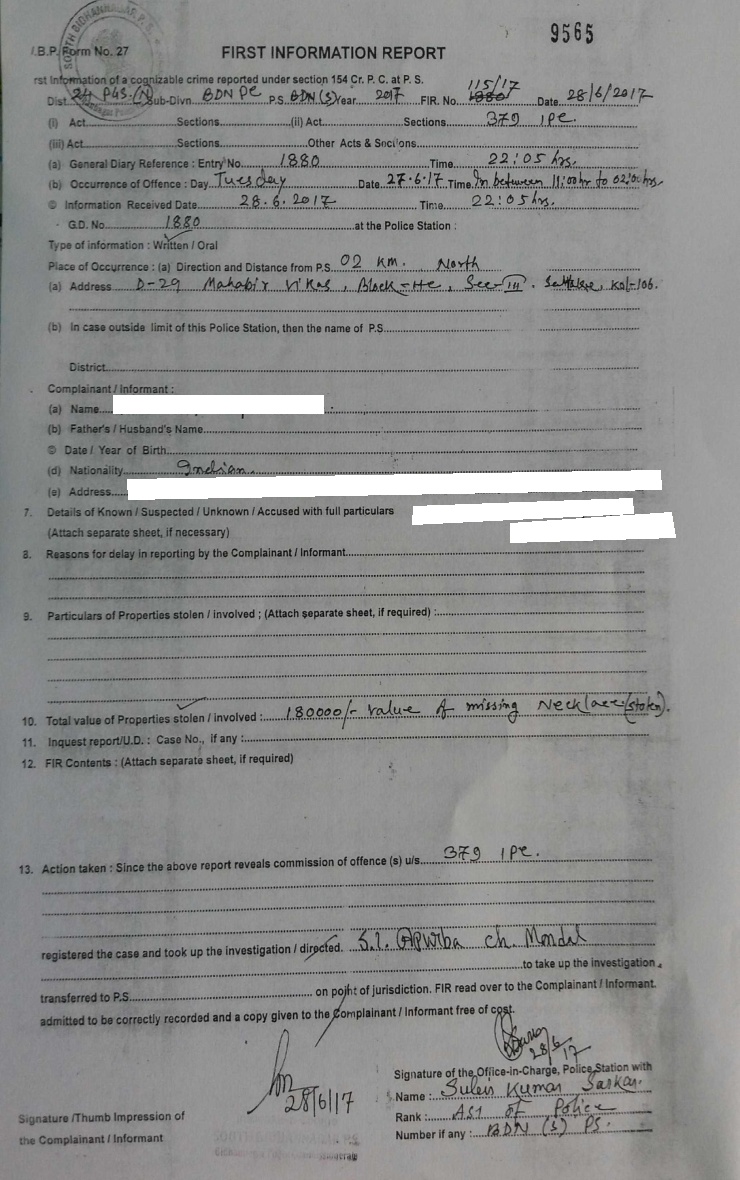 9565
I.B.P. Form No. 27
SOUTH BIDHANNAGAR P. S.
FIRST INFORMATION REPORT
rst Information of a cognizable crime reported under section 154 Cr. P. C. at P. S.
Dist. 24 PGS. (N) Sub-Divn. BDN PC P.S. BDN (S) Year 2017 FIR. No. 115/17 Date 28/6/2017
(i) Act Sections (ii) Act Sections 379 IPC.
(iii) Act Sections Other Acts &
(a) General Diary Reference : Entry No. 1880 Time 22:05 hrs.
(b) Occurrence of Offence : Day Tuesday Date 27.6.17 Time In between 11:00 hr to 02:00 hrs.
© Information Received Date 28.6.2017 Time 22:05 hrs.
G.D. No. 1880 at the Police Station :
Type of information : Written / Oral
Place of Occurrence : (a) Direction and Distance from P.S. 02 KM. North
(a) Address D-29 Mahabir Vikas, Block-HC, Sec-III. Kol-106.
(b) In case outside limit of this Police Station, then the name of P.S.
District
Complainant / Informant :
(a) Name
(b) Father's / Husband's Name
© Date / Year of Birth
(d) Nationality Indian
(e) Address
7. Details of Known / Suspected / Unknown / Accused with full particulars
(Attach separate sheet, if necessary)
8. Reasons for delay in reporting by the Complainant / Informant
9. Particulars of Properties stolen / involved ; (Attach separate sheet, if required) :
10. Total value of Properties stolen / involved : 180000/- value of missing Necklace (stolen).
11. Inquest report/U.D. : Case No., if any :
12. FIR Contents : (Attach separate sheet, if required)
13. Action taken : Since the above report reveals commission of offence (s) u/s 379 IPC.
registered the case and took up the investigation / directed. S.I. Apurba ch. Mondal
to take up the investigation
transferred to P.S. on point of jurisdiction. FIR read over to the Complainant / Informant.
admitted to be correctly recorded and a copy given to the Complainant / Informant free of cost.
28/6/17
28/6/17
Signature of the Office-in-Charge, Police Station with
Name : Kumar Sarkar.
Rank : ASI of Police
Number if any : BDN (S) PS.
Signature /Thumb Impression of
the Complainant / Informant